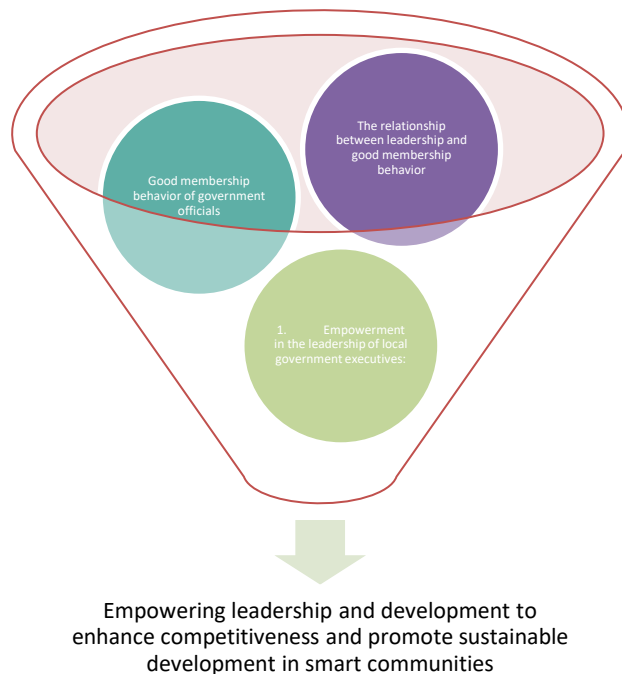 The relationship
between leadership and
good membership
behavior
Good membership
behavior of government
officials
1. Empowerment
in the leadership of local
government executives:
Empowering leadership and development to
enhance competitiveness and promote sustainable
development in smart communities